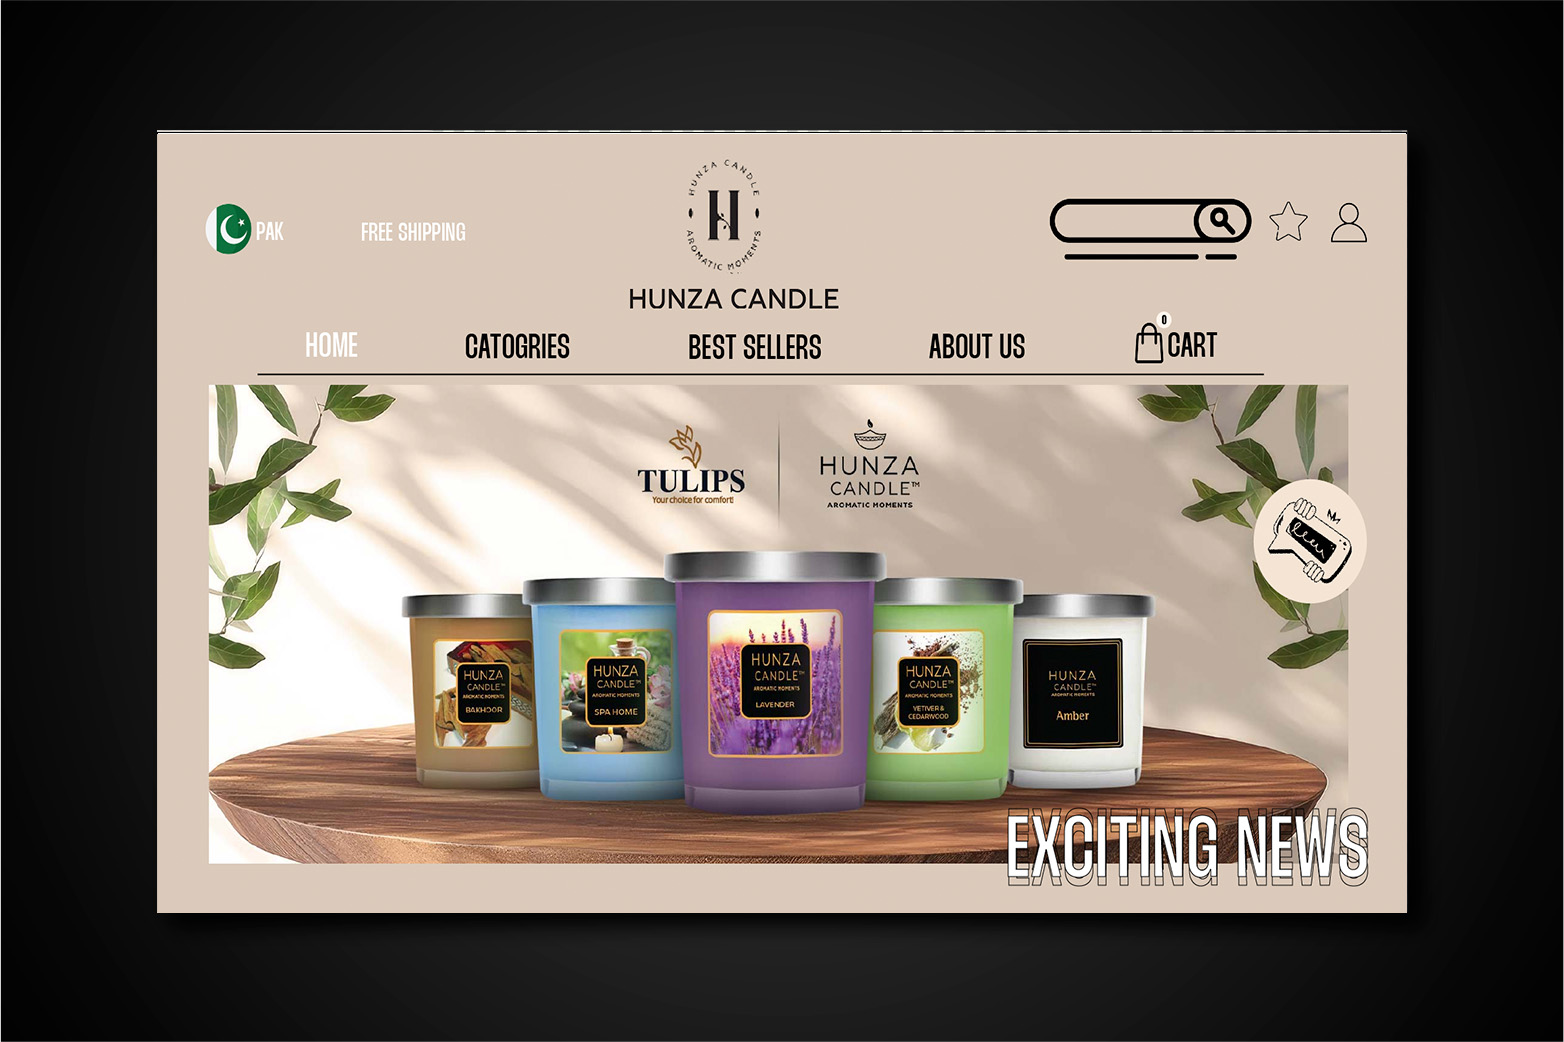 HUNZA CANDLE
AROMATIC MOMENTS
H
PAK
FREE SHIPPING
HUNZA CANDLE
HOME
CATOGRIES
BEST SELLERS
ABOUT US
0
CART
TULIPS
Your choice for comfort!
HUNZA
CANDLE™
AROMATIC MOMENTS
HUNZA
CANDLE™
AROMATIC MOMENTS
BAKHOOR
HUNZA
CANDLE™
AROMATIC MOMENTS
SPA HOME
HUNZA
CANDLE™
AROMATIC MOMENTS
LAVENDER
HUNZA
CANDLE™
AROMATIC MOMENTS
VETIVER &
CEDARWOOD
HUNZA
CANDLE™
AROMATIC MOMENTS
Amber
EXCITING NEWS